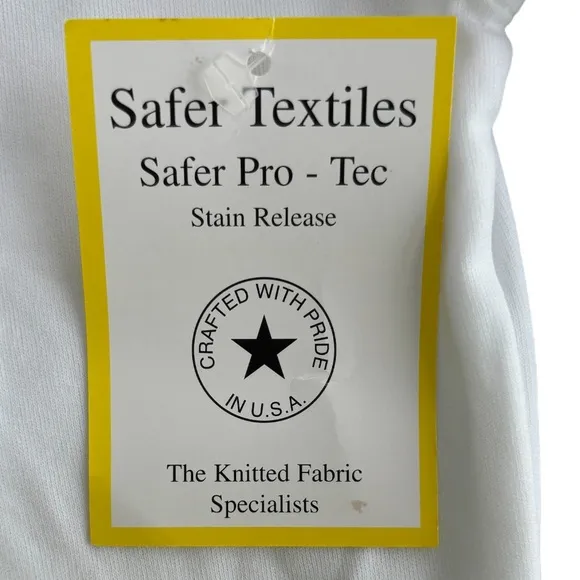 Safer Textiles
Safer Pro - Tec
Stain Release
CRAFTED WITH PRIDE
IN U.S.A.
The Knitted Fabric
Specialists